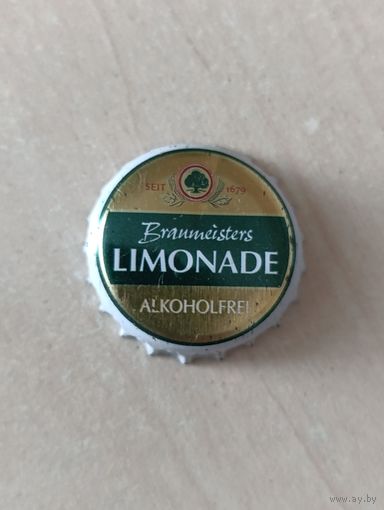 SEIT 1679
Braumeisters
LIMONADE
ALKOHOLFREI
www.ay.by